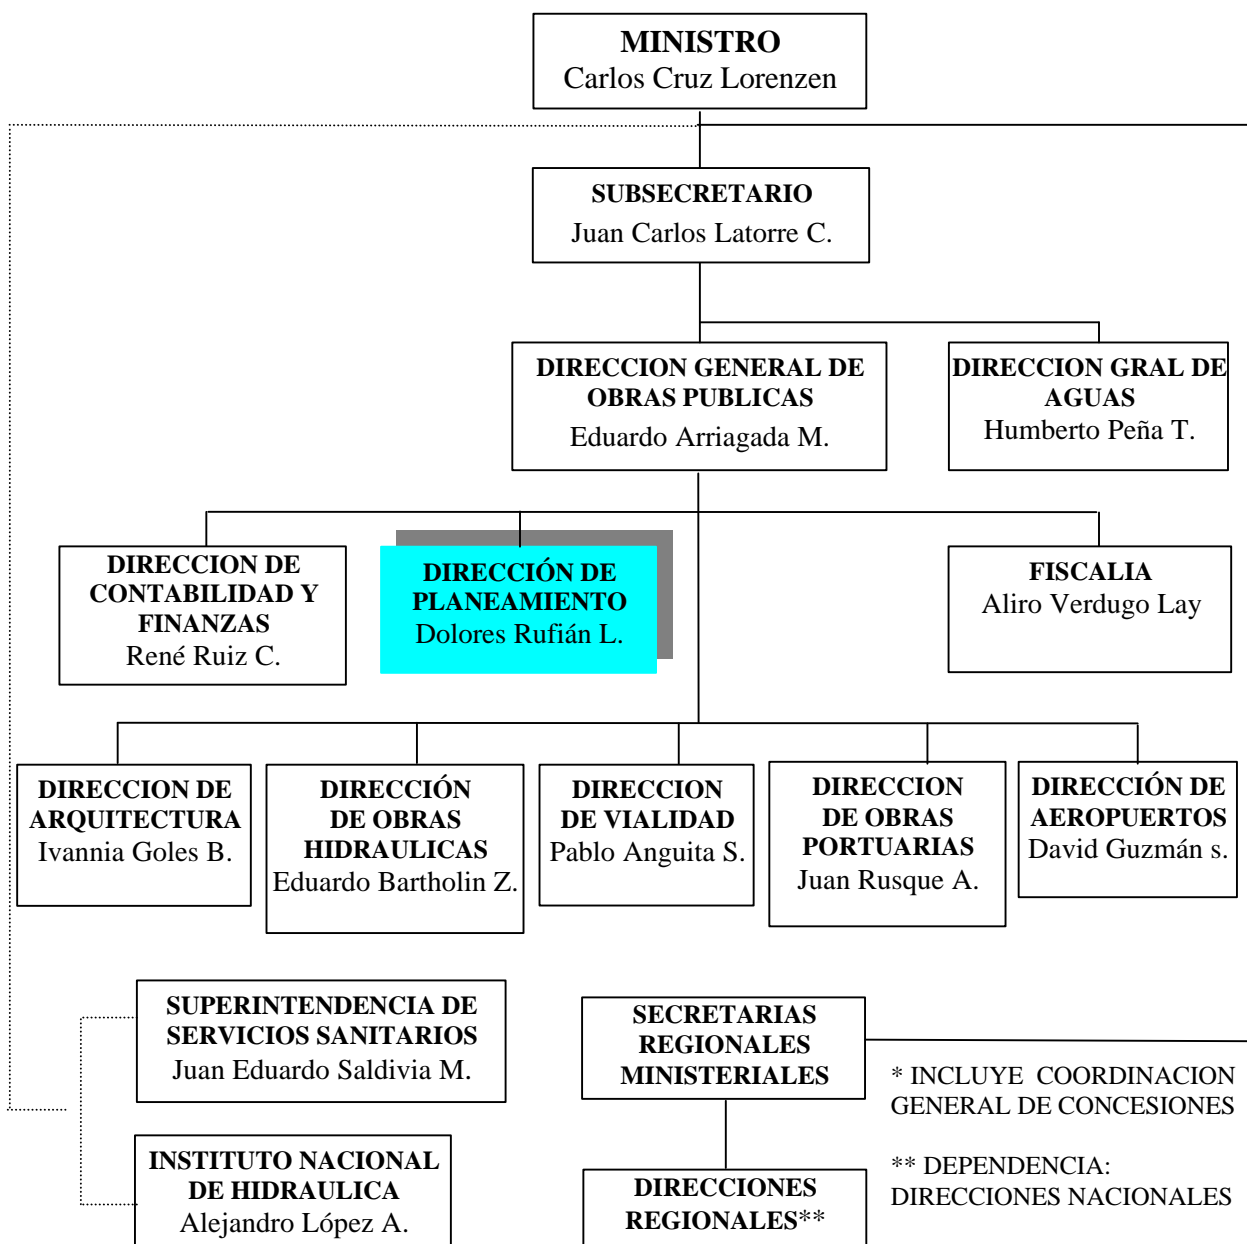 MINISTRO
Carlos Cruz Lorenzen
SUBSECRETARIO
Juan Carlos Latorre C.
DIRECCION GENERAL DE
OBRAS PUBLICAS
Eduardo Arriagada M.
DIRECCION GRAL DE
AGUAS
Humberto Peña T.
DIRECCION DE
CONTABILIDAD Y
FINANZAS
René Ruiz C.
DIRECCIÓN DE
PLANEAMIENTO
Dolores Rufián L.
FISCALIA
Aliro Verdugo Lay
DIRECCION DE
ARQUITECTURA
Ivannia Goles B.
DIRECCIÓN
DE OBRAS
HIDRAULICAS
Eduardo Bartholin Z.
DIRECCION
DE VIALIDAD
Pablo Anguita S.
DIRECCION
DE OBRAS
PORTUARIAS
Juan Rusque A.
DIRECCIÓN DE
AEROPUERTOS
David Guzmán s.
SUPERINTENDENCIA DE
SERVICIOS SANITARIOS
Juan Eduardo Saldivia M.
INSTITUTO NACIONAL
DE HIDRAULICA
Alejandro López A.
SECRETARIAS
REGIONALES
MINISTERIALES
DIRECCIONES
REGIONALES**
* INCLUYE COORDINACION
GENERAL DE CONCESIONES
** DEPENDENCIA:
DIRECCIONES NACIONALES